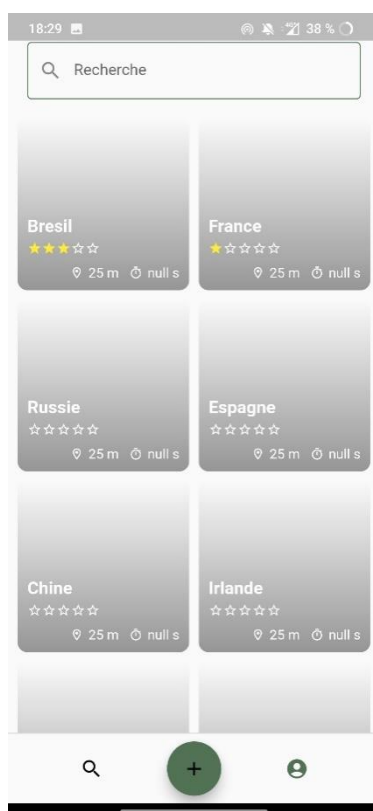 18:29 38 %
Recherche
Bresil
25 m null s
France
25 m null s
Russie
25 m null s
Espagne
25 m null s
Chine
25 m null s
Irlande
25 m null s